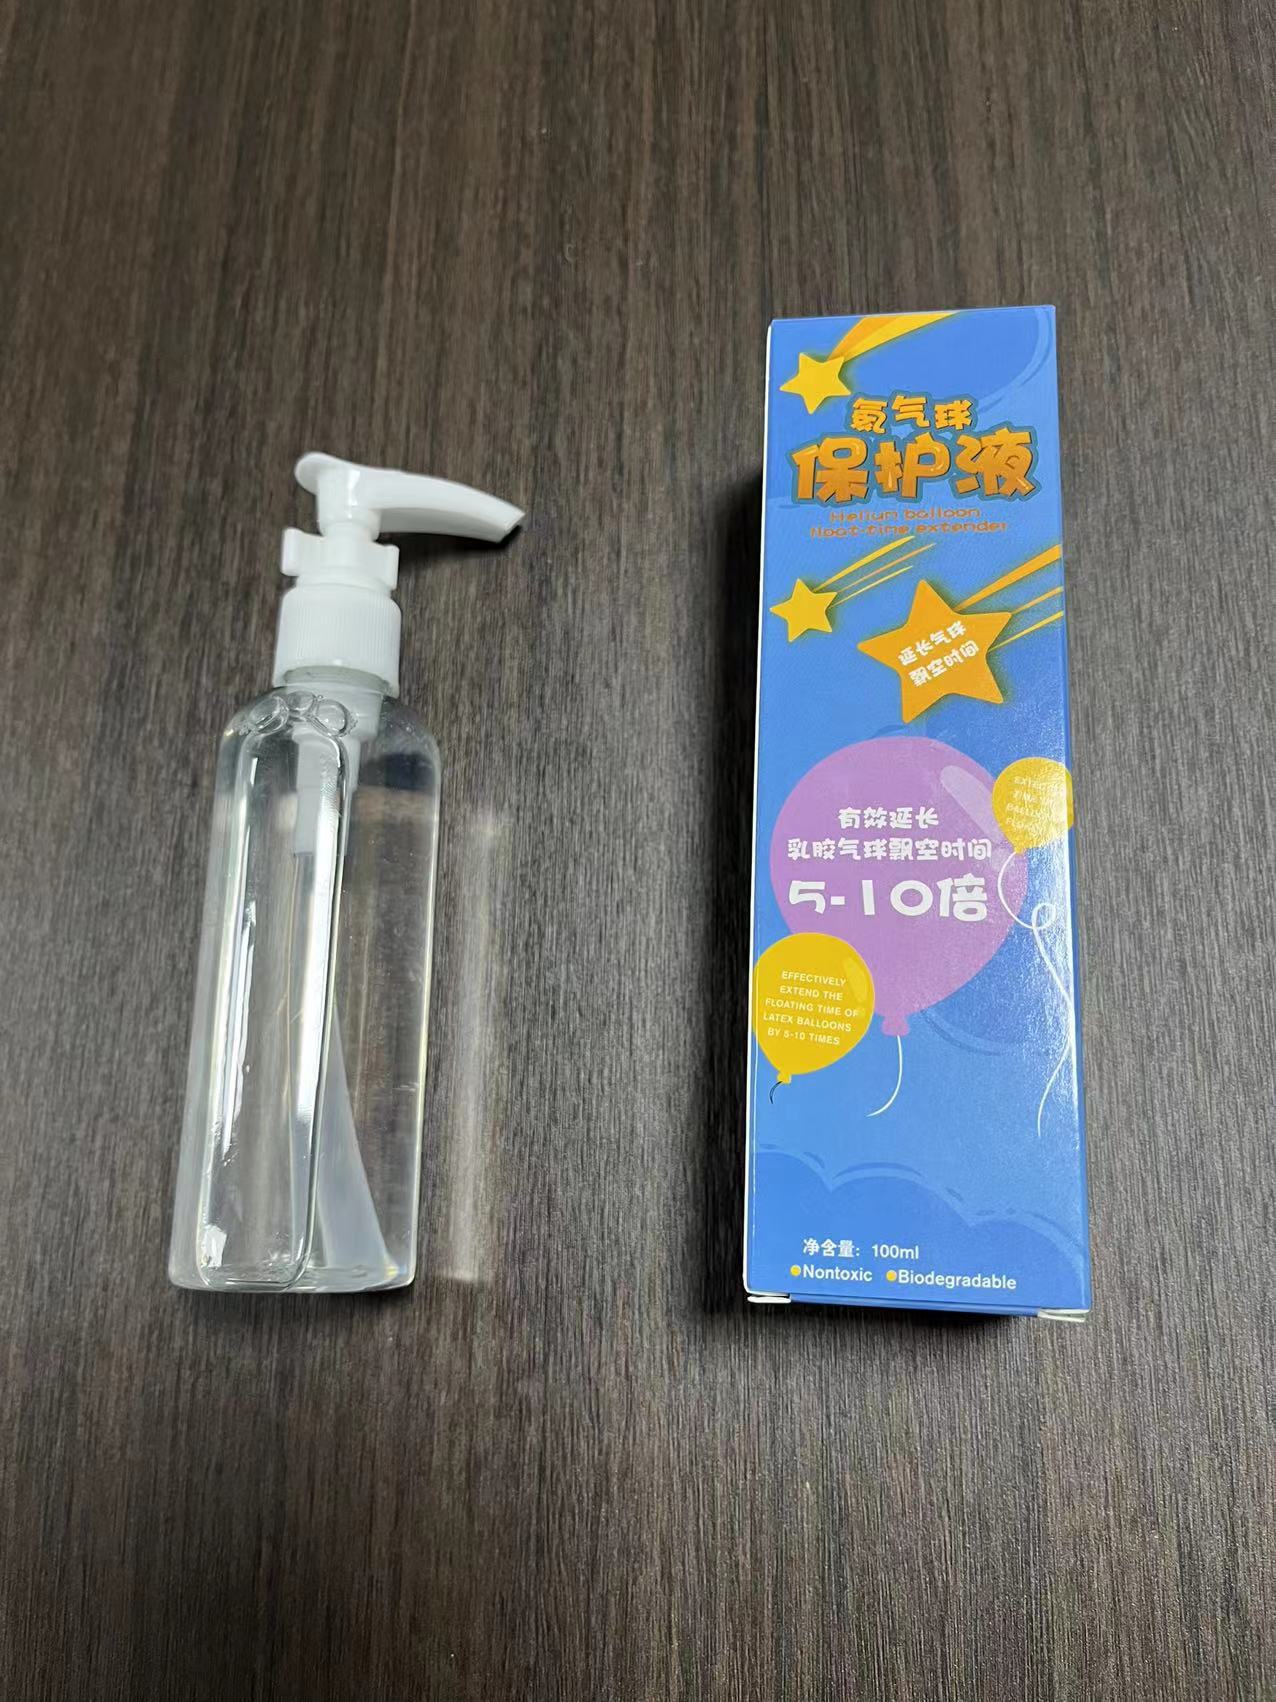 氦气球
保护液
Helium balloon
float-time extender
延长气球
飘空时间
有效延长
乳胶气球飘空时间
5-10倍
EFFECTIVELY
EXTEND THE
FLOATING TIME OF
LATEX BALLOONS
BY 5-10 TIMES
净含量：100ml
Nontoxic Biodegradable